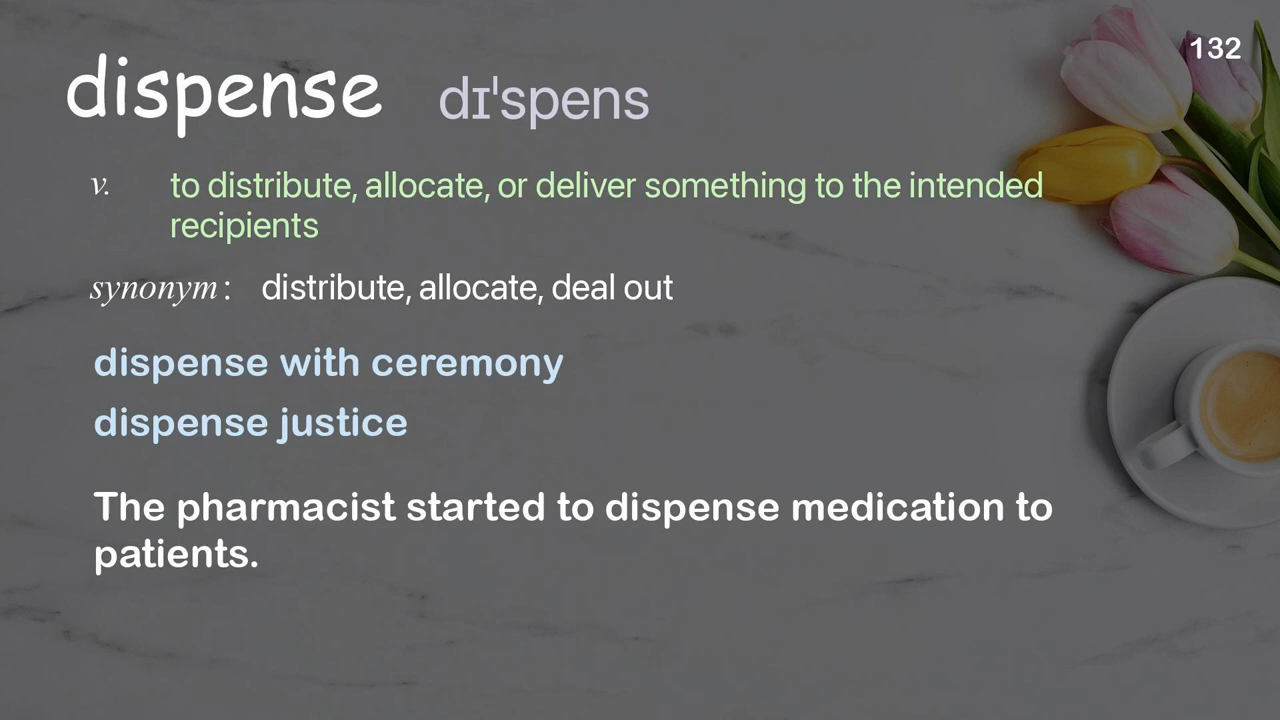 132
dispense dɪ'spens
v. to distribute, allocate, or deliver something to the intended
recipients
synonym: distribute, allocate, deal out
dispense with ceremony
dispense justice
The pharmacist started to dispense medication to
patients.